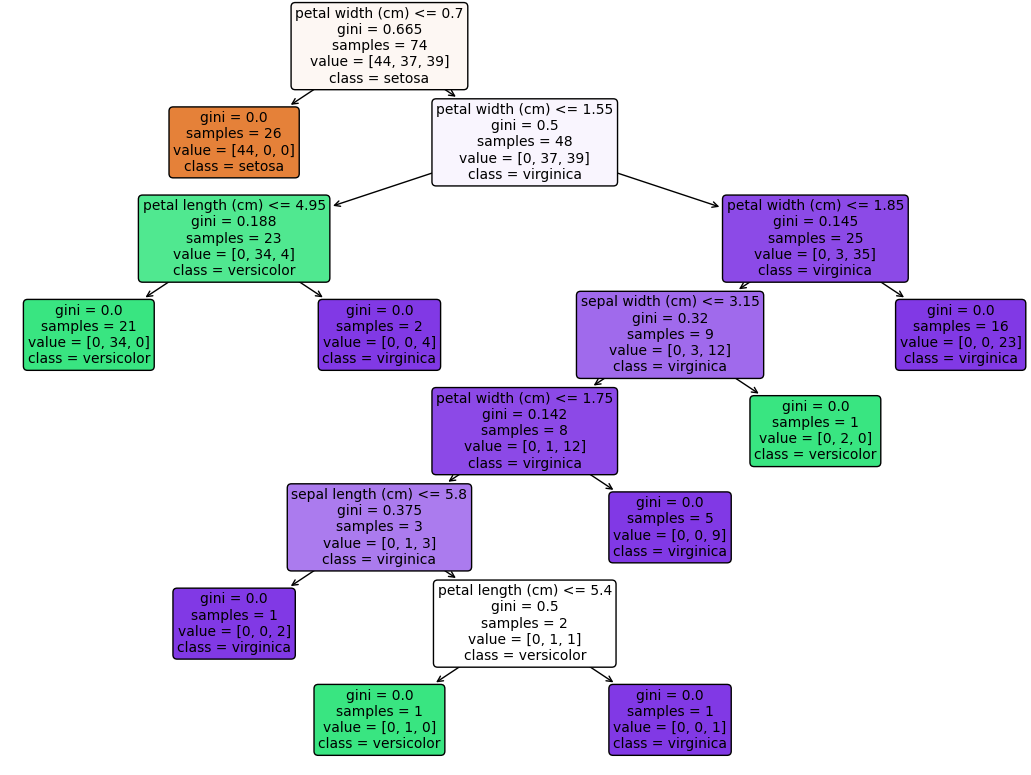 petal width (cm) <= 0.7
gini = 0.665
samples = 74
value = [44, 37, 39]
class = setosa
gini = 0.0
samples = 26
value = [44, 0, 0]
class = setosa
petal width (cm) <= 1.55
gini = 0.5
samples = 48
value = [0, 37, 39]
class = virginica
petal length (cm) <= 4.95
gini = 0.188
samples = 23
value = [0, 34, 4]
class = versicolor
petal width (cm) <= 1.85
gini = 0.145
samples = 25
value = [0, 3, 35]
class = virginica
gini = 0.0
samples = 21
value = [0, 34, 0]
class = versicolor
gini = 0.0
samples = 2
value = [0, 0, 4]
class = virginica
sepal width (cm) <= 3.15
gini = 0.32
samples = 9
value = [0, 3, 12]
class = virginica
gini = 0.0
samples = 16
value = [0, 0, 23]
class = virginica
petal width (cm) <= 1.75
gini = 0.142
samples = 8
value = [0, 1, 12]
class = virginica
gini = 0.0
samples = 1
value = [0, 2, 0]
class = versicolor
sepal length (cm) <= 5.8
gini = 0.375
samples = 3
value = [0, 1, 3]
class = virginica
gini = 0.0
samples = 5
value = [0, 0, 9]
class = virginica
gini = 0.0
samples = 1
value = [0, 0, 2]
class = virginica
petal length (cm) <= 5.4
gini = 0.5
samples = 2
value = [0, 1, 1]
class = versicolor
gini = 0.0
samples = 1
value = [0, 1, 0]
class = versicolor
gini = 0.0
samples = 1
value = [0, 0, 1]
class = virginica